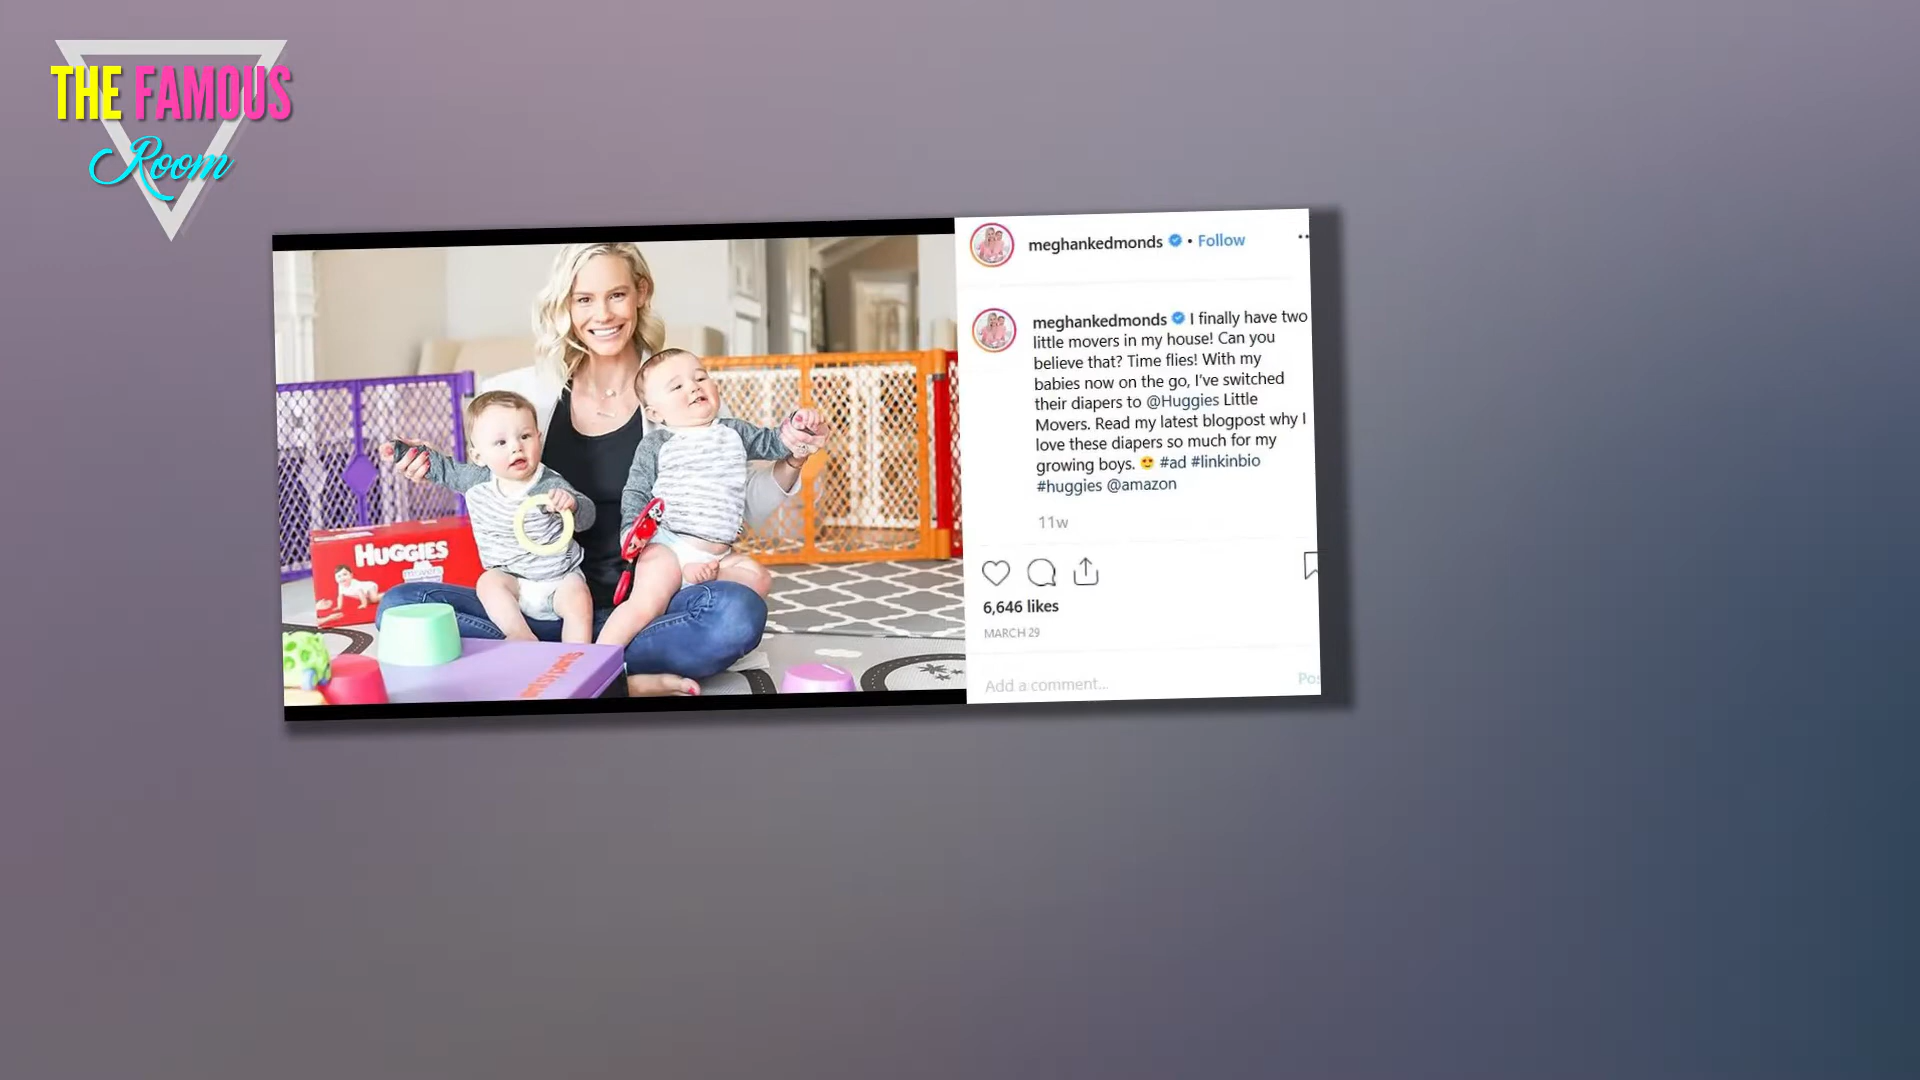 THE FAMOUS
Room
meghankedmonds • Follow
meghankedmonds I finally have two
little movers in my house! Can you
believe that? Time flies! With my
babies now on the go, I've switched
their diapers to @Huggies Little
Movers. Read my latest blogpost why I
love these diapers so much for my
growing boys. 😍 #ad #linkinbio
#huggies @amazon
11w
6,646 likes
MARCH 29
Add a comment...
HUGGIES